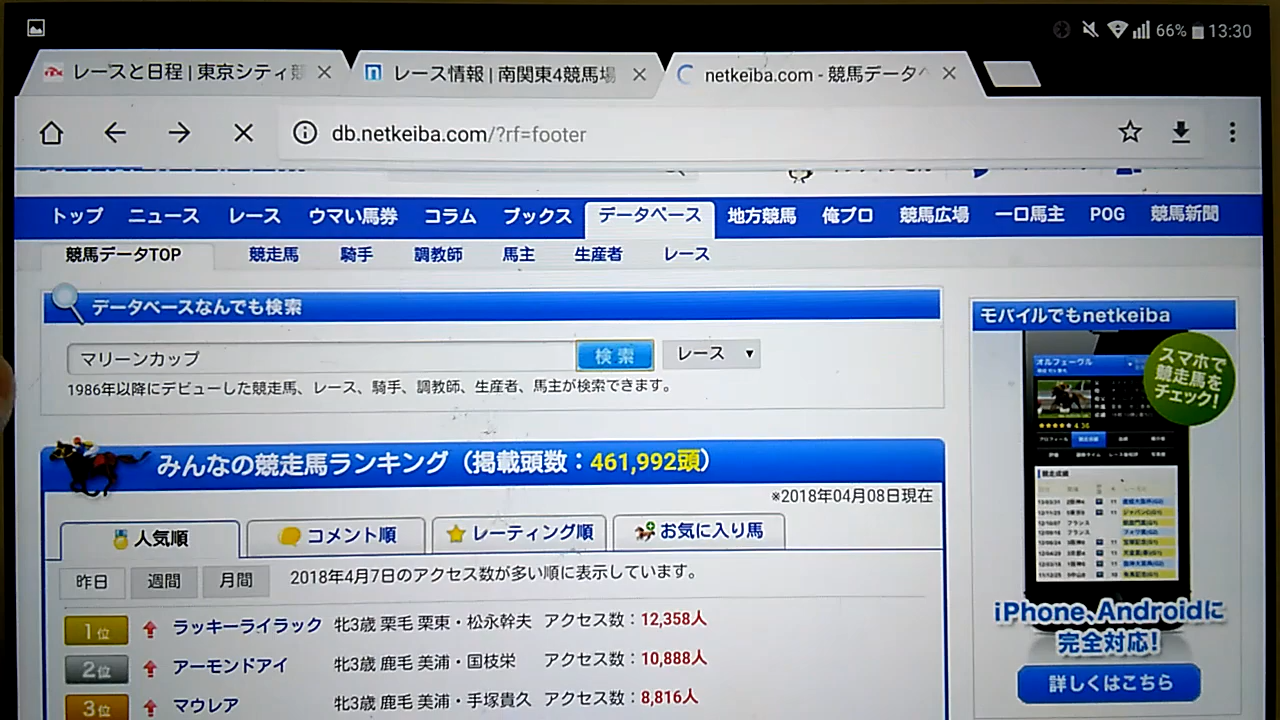 66% 13:30
レースと日程 | 東京シティ競
レース情報 | 南関東4競馬場
netkeiba.com - 競馬データベ
db.netkeiba.com/?rf=footer
トップ ニュース レース ウマい馬券 コラム ブックス データベース 地方競馬 俺プロ 競馬広場 一口馬主 POG 競馬新聞
競馬データTOP 競走馬 騎手 調教師 馬主 生産者 レース
データベースなんでも検索
マリーンカップ 検索 レース ▼
1986年以降にデビューした競走馬、レース、騎手、調教師、生産者、馬主が検索できます。
みんなの競走馬ランキング（掲載頭数：461,992頭）
※2018年04月08日現在
人気順 コメント順 レーティング順 お気に入り馬
昨日 週間 月間 2018年4月7日のアクセス数が多い順に表示しています。
1位 ラッキーライラック 牝3歳 栗毛 栗東・松永幹夫 アクセス数：12,358人
2位 アーモンドアイ 牝3歳 鹿毛 美浦・国枝栄 アクセス数：10,888人
3位 マウレア 牝3歳 鹿毛 美浦・手塚貴久 アクセス数：8,816人
モバイルでもnetkeiba
スマホで
競走馬を
チェック!
オルフェーヴル
4.36
競走成績
iPhone、Androidに
完全対応!
詳しくはこちら